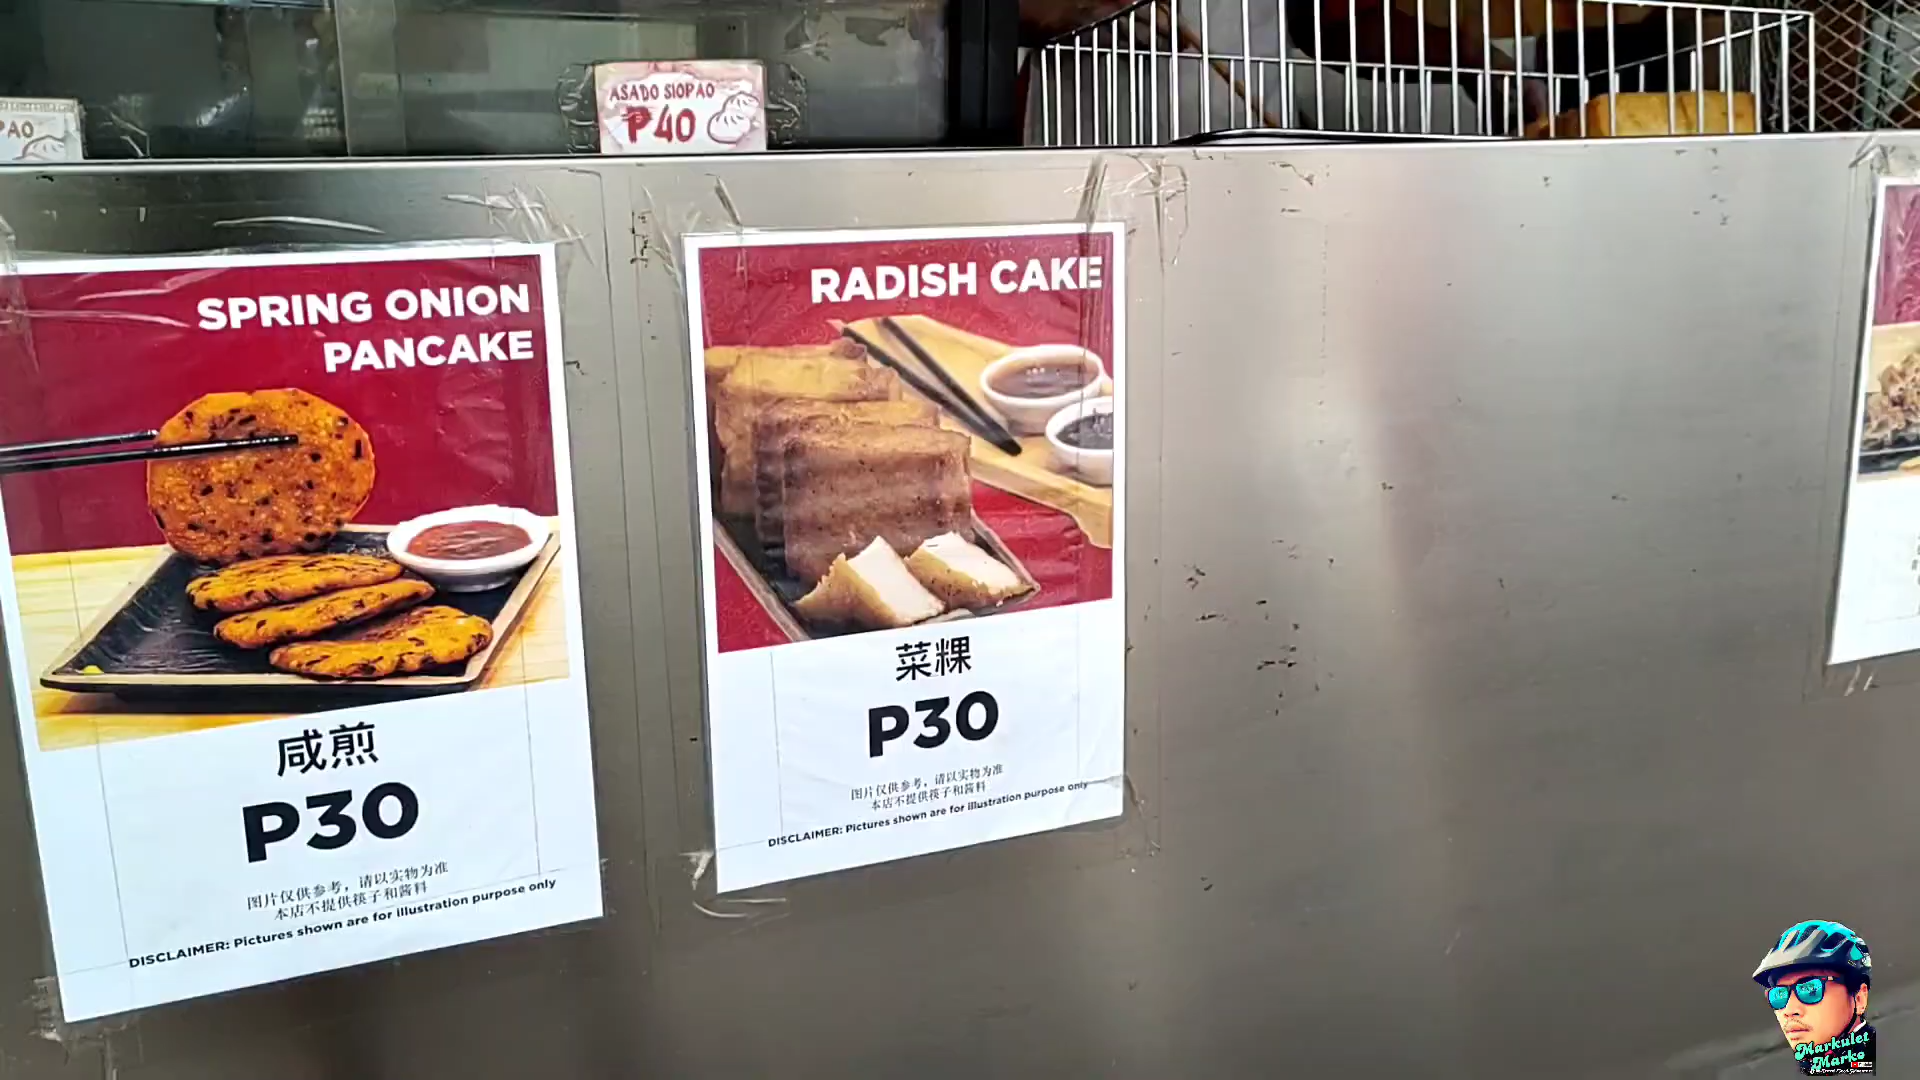 PAO
ASADO SIOPAO
₱40
SPRING ONION
PANCAKE
咸煎
P30
图片仅供参考，请以实物为准
本店不提供筷子和酱料
DISCLAIMER: Pictures shown are for illustration purpose only
RADISH CAKE
菜粿
P30
图片仅供参考，请以实物为准
本店不提供筷子和酱料
DISCLAIMER: Pictures shown are for illustration purpose only
Markulet
Marko